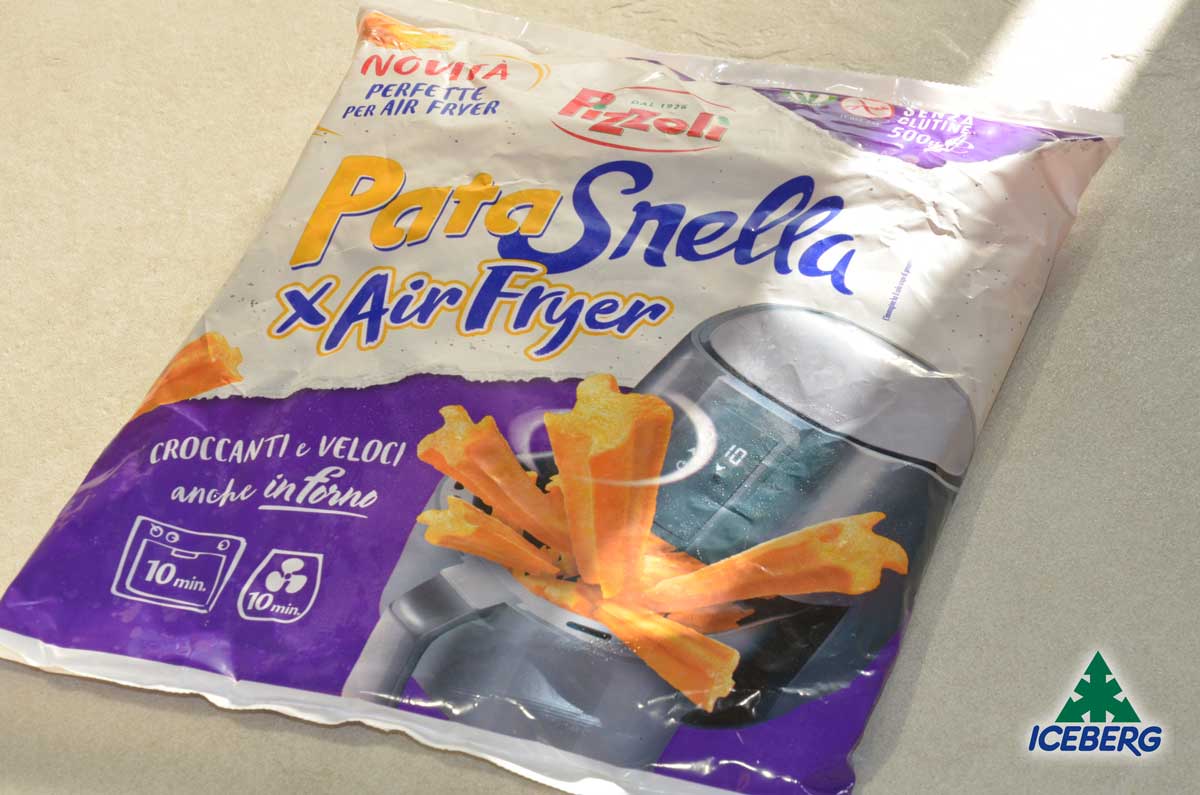 NOVITÀ
PERFETTE
PER AIR FRYER
DAL 1926
Pizzoli
SENZA
GLUTINE
500g
PataSnella
x Air Fryer
CROCCANTI e VELOCI
anche in forno
10 min.
10 min.
10
ICEBERG